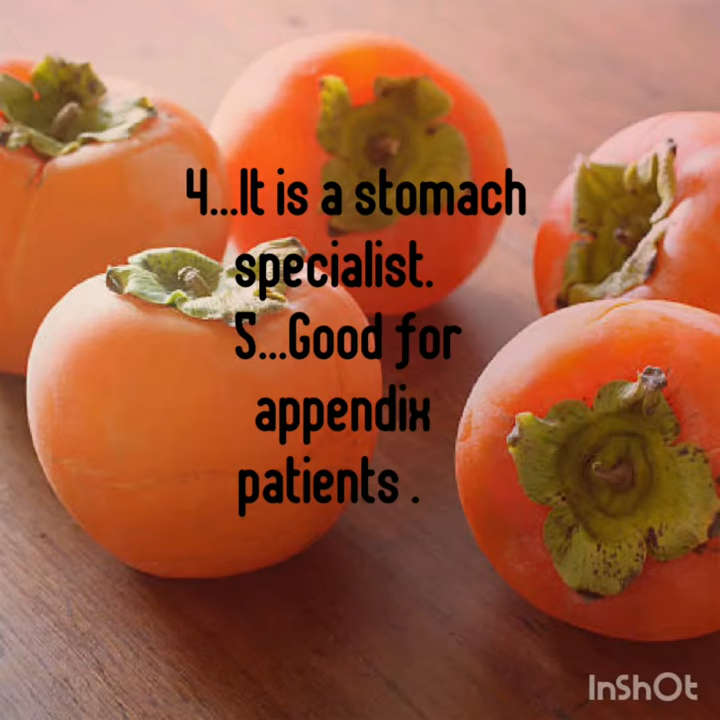 4...It is a stomach
specialist.
5...Good for
appendix
patients .
InShOt